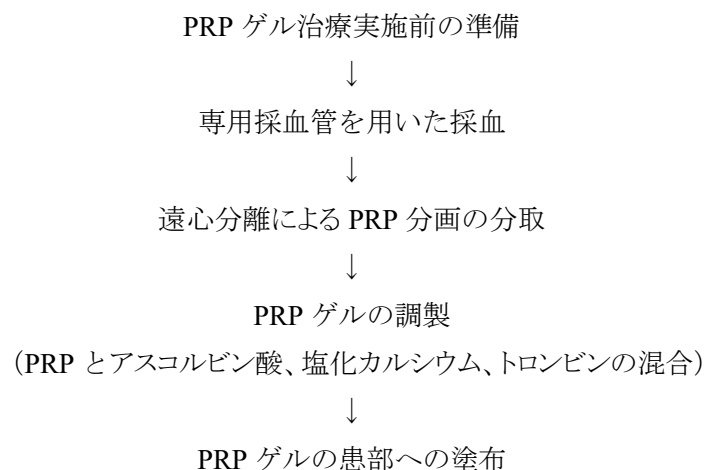 PRP ゲル治療実施前の準備
↓
専用採血管を用いた採血
↓
遠心分離による PRP 分画の分取
↓
PRP ゲルの調製
（PRP とアスコルビン酸、塩化カルシウム、トロンビンの混合）
↓
PRP ゲルの患部への塗布